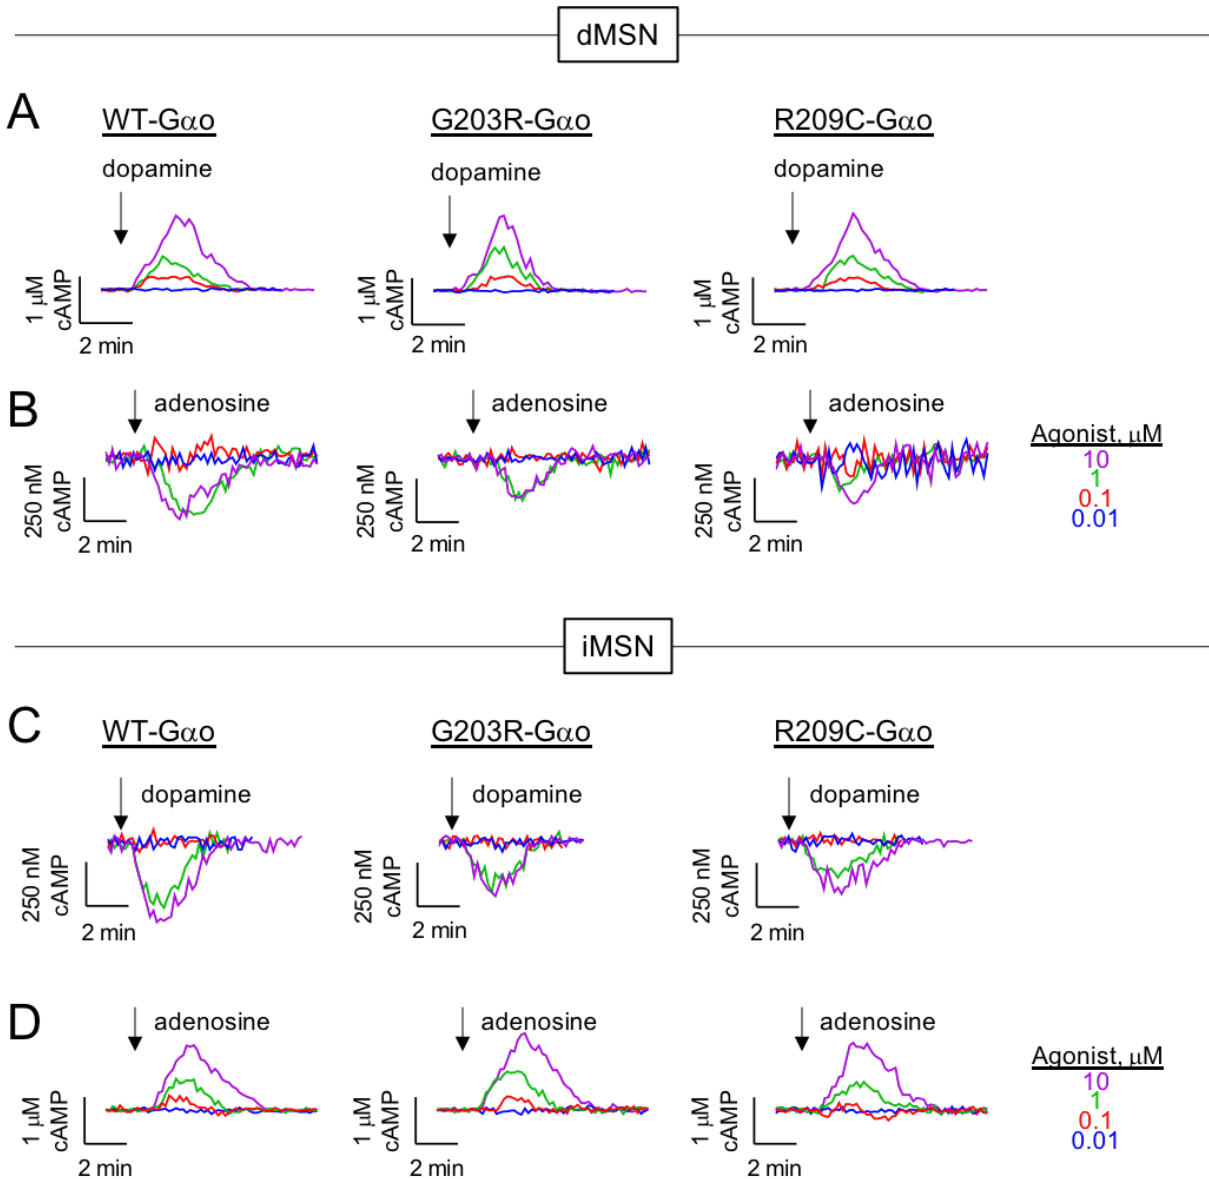 dMSN
A
WT-Gαo G203R-Gαo R209C-Gαo
dopamine dopamine dopamine
1 μM cAMP 1 μM cAMP 1 μM cAMP
2 min 2 min 2 min
B
adenosine adenosine adenosine
250 nM cAMP 250 nM cAMP 250 nM cAMP
2 min 2 min 2 min
Agonist, μM
10
1
0.1
0.01
iMSN
C
WT-Gαo G203R-Gαo R209C-Gαo
dopamine dopamine dopamine
250 nM cAMP 250 nM cAMP 250 nM cAMP
2 min 2 min 2 min
D
adenosine adenosine adenosine
1 μM cAMP 1 μM cAMP 1 μM cAMP
2 min 2 min 2 min
Agonist, μM
10
1
0.1
0.01